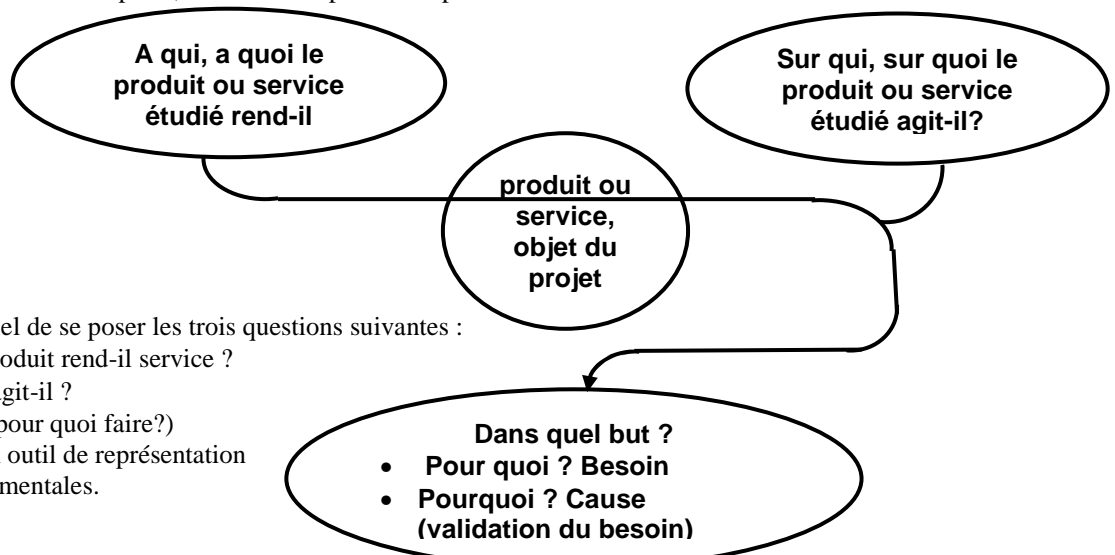 A qui, a quoi le
produit ou service
étudié rend-il
Sur qui, sur quoi le
produit ou service
étudié agit-il?
produit ou
service,
objet du
projet
el de se poser les trois questions suivantes :
oduit rend-il service ?
git-il ?
pour quoi faire?)
outil de représentation
mentales.
Dans quel but ?
• Pour quoi ? Besoin
• Pourquoi ? Cause
(validation du besoin)